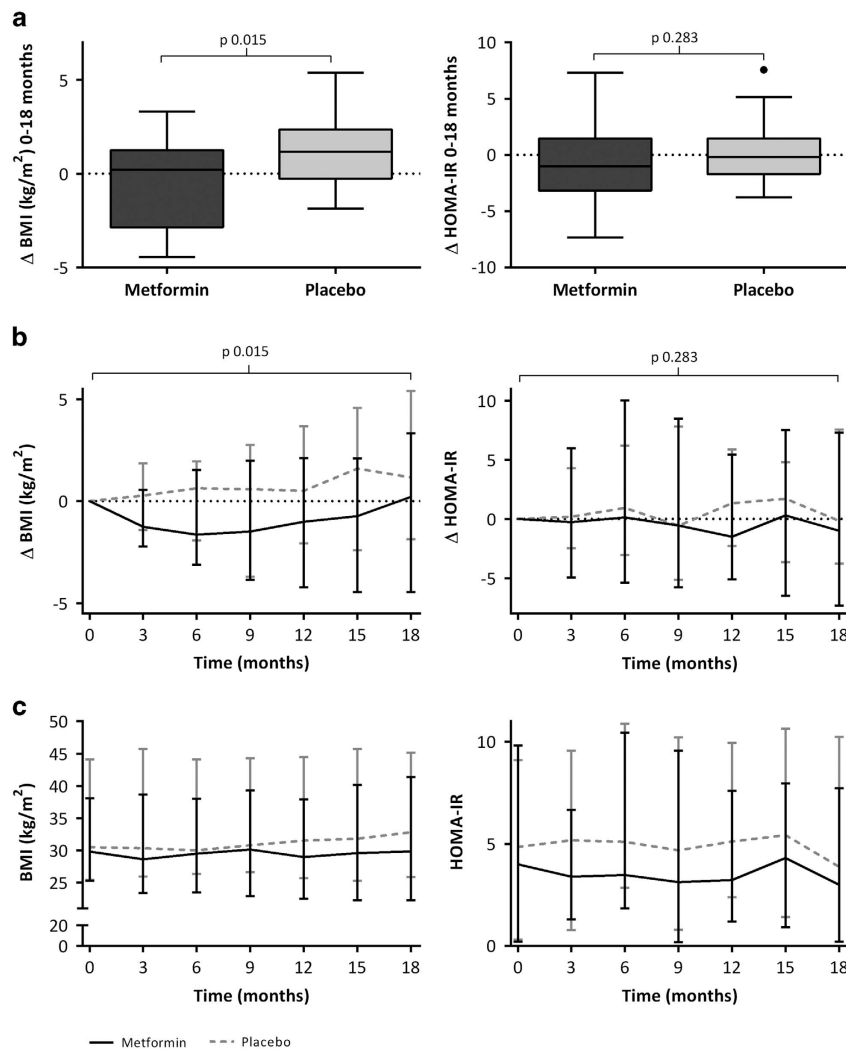 a
Δ BMI (kg/m²) 0-18 months
p 0.015
5
0
-5
Metformin
Placebo
Δ HOMA-IR 0-18 months
p 0.283
10
5
0
-5
-10
Metformin
Placebo
b
Δ BMI (kg/m²)
p 0.015
5
0
-5
0 3 6 9 12 15 18
Time (months)
Δ HOMA-IR
p 0.283
10
5
0
-5
0 3 6 9 12 15 18
Time (months)
c
BMI (kg/m²)
50
45
40
35
30
25
20
0
0 3 6 9 12 15 18
Time (months)
HOMA-IR
10
5
0
0 3 6 9 12 15 18
Time (months)
Metformin
Placebo